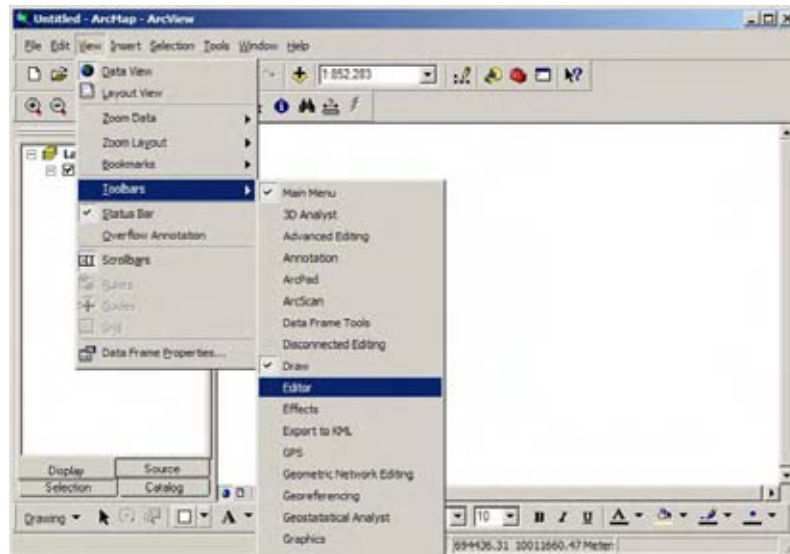 Untitled - ArcMap - ArcView
File Edit View Insert Selection Tools Window Help
1:852,283
Data View
Layout View
Zoom Data
Zoom Layout
Bookmarks
Toolbars
Status Bar
Overflow Annotation
Scrollbars
Rulers
Guides
Grid
Data Frame Properties...
La
Main Menu
3D Analyst
Advanced Editing
Annotation
ArcPad
ArcScan
Data Frame Tools
Disconnected Editing
Draw
Editor
Effects
Export to KML
GPS
Geometric Network Editing
Georeferencing
Geostatistical Analyst
Graphics
Display Source
Selection Catalog
Drawing A 10 B I U A
694436.31 10011660.47 Meter